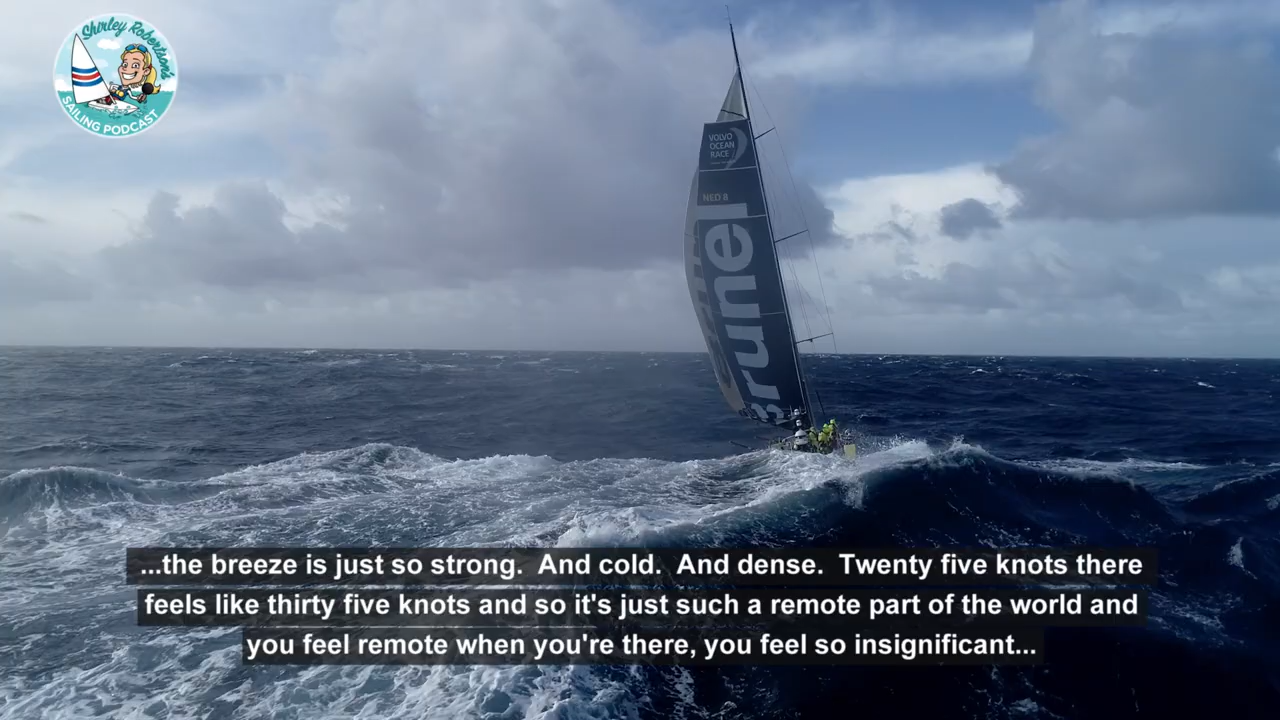 Shirley Robertson's
SAILING PODCAST
VOLVO
OCEAN
RACE
NED 8
Brunel
...the breeze is just so strong.  And cold.  And dense.  Twenty five knots there
feels like thirty five knots and so it's just such a remote part of the world and
you feel remote when you're there, you feel so insignificant...